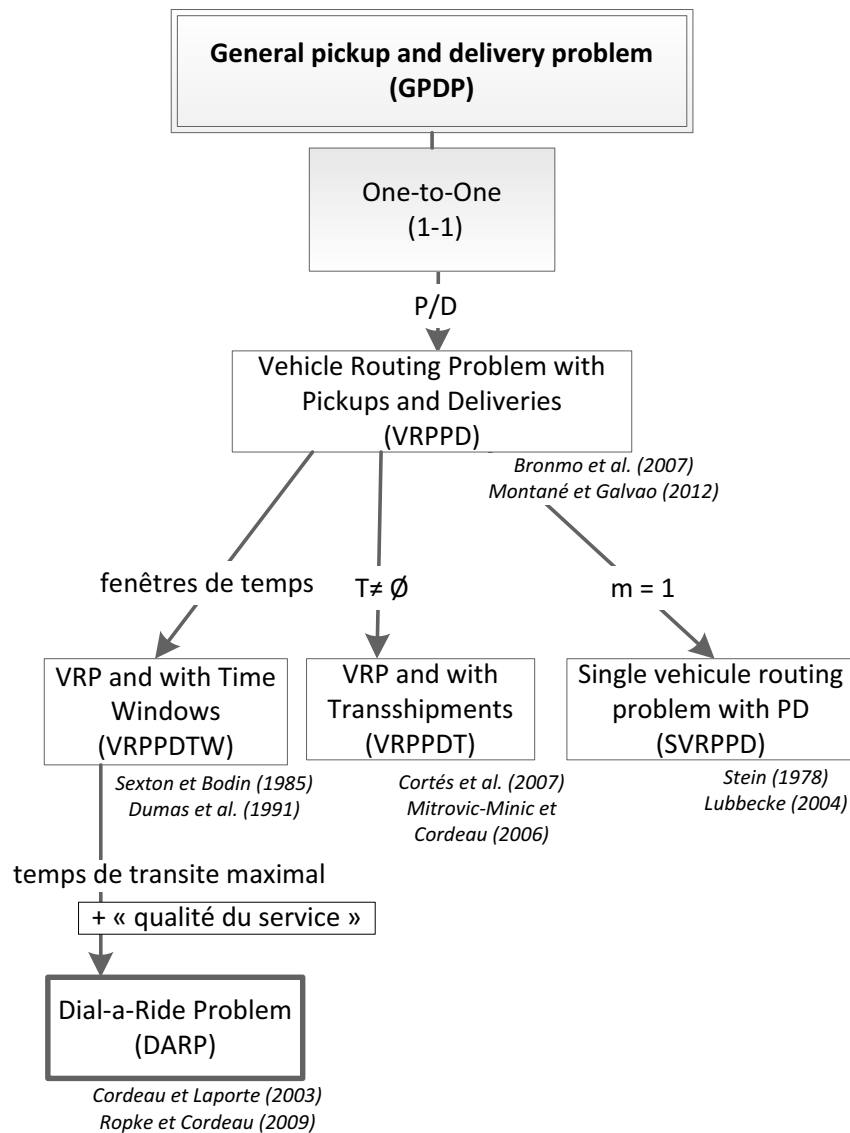 General pickup and delivery problem
(GPDP)
One-to-One
(1-1)
P/D
Vehicle Routing Problem with
Pickups and Deliveries
(VRPPD)
Bronmo et al. (2007)
Montané et Galvao (2012)
fenêtres de temps
T≠ Ø
m = 1
VRP and with Time
Windows
(VRPPDTW)
VRP and with
Transshipments
(VRPPDT)
Single vehicule routing
problem with PD
(SVRPPD)
Sexton et Bodin (1985)
Dumas et al. (1991)
Cortés et al. (2007)
Mitrovic-Minic et
Cordeau (2006)
Stein (1978)
Lubbecke (2004)
temps de transite maximal
+ « qualité du service »
Dial-a-Ride Problem
(DARP)
Cordeau et Laporte (2003)
Ropke et Cordeau (2009)